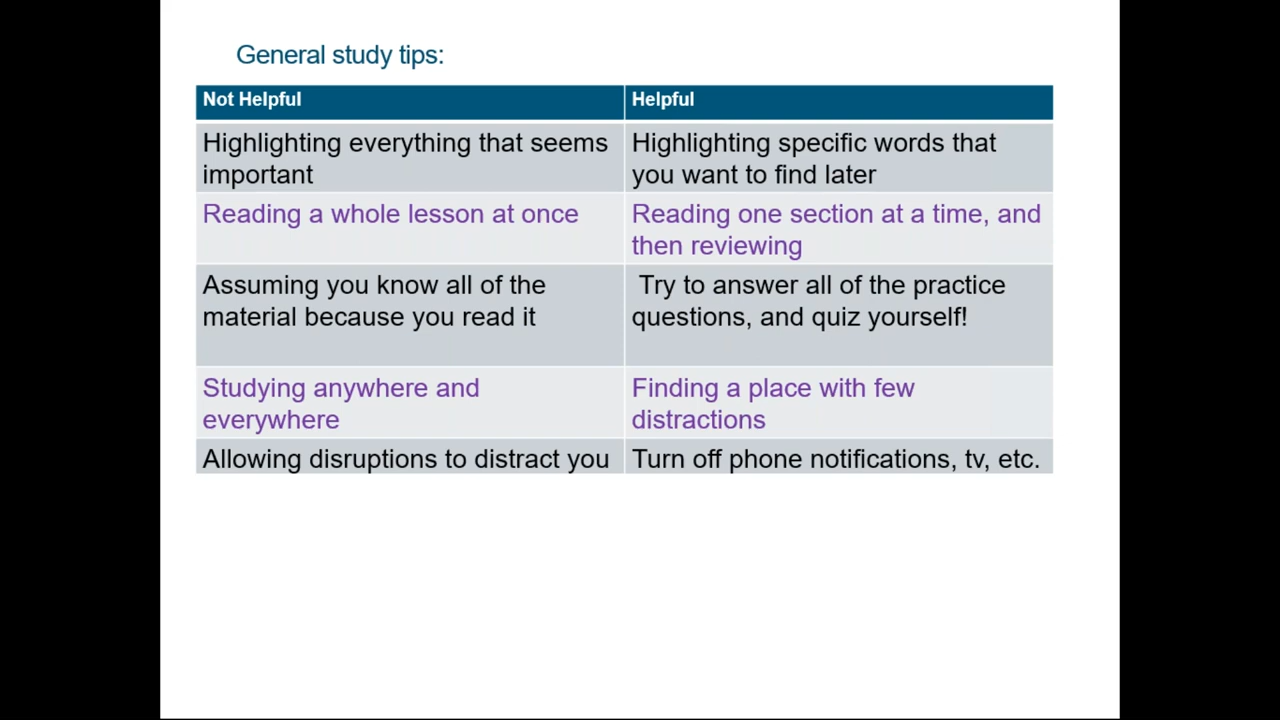 General study tips:
Not Helpful
Helpful
Highlighting everything that seems
important
Highlighting specific words that
you want to find later
Reading a whole lesson at once
Reading one section at a time, and
then reviewing
Assuming you know all of the
material because you read it
Try to answer all of the practice
questions, and quiz yourself!
Studying anywhere and
everywhere
Finding a place with few
distractions
Allowing disruptions to distract you
Turn off phone notifications, tv, etc.